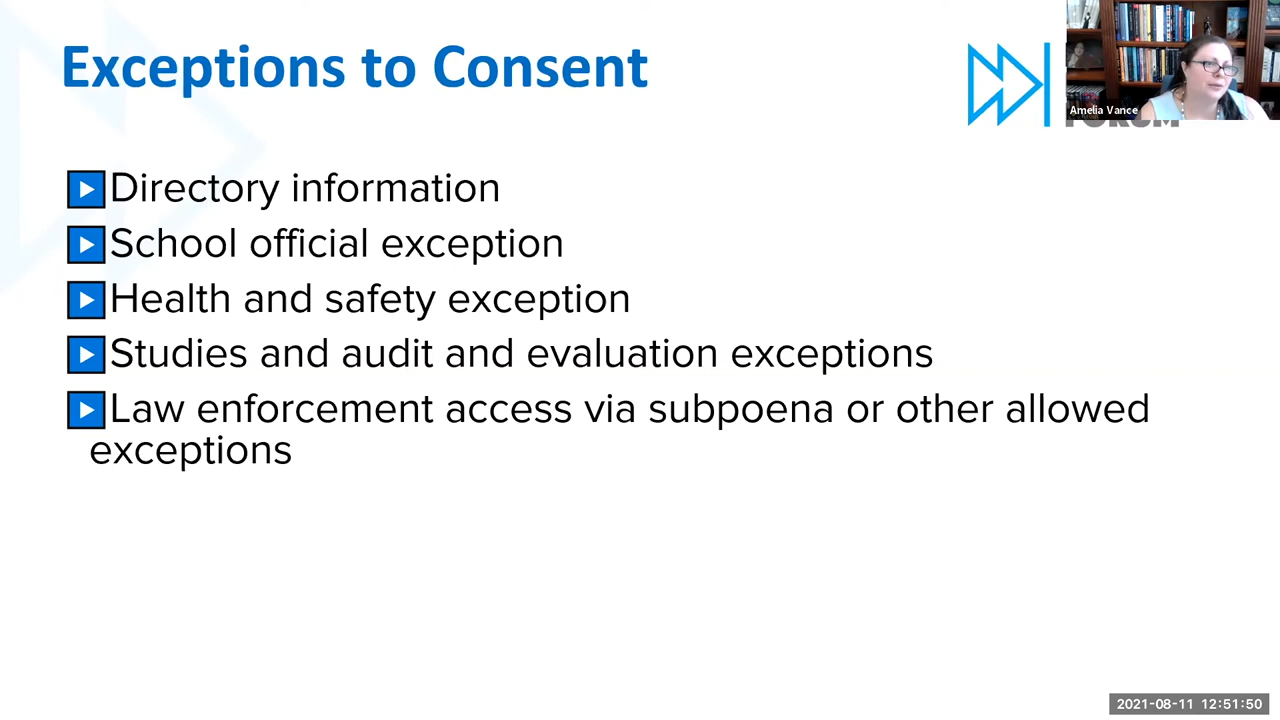 Exceptions to Consent
Amelia Vance
Directory information
School official exception
Health and safety exception
Studies and audit and evaluation exceptions
Law enforcement access via subpoena or other allowed
exceptions
2021-08-11 12:51:50